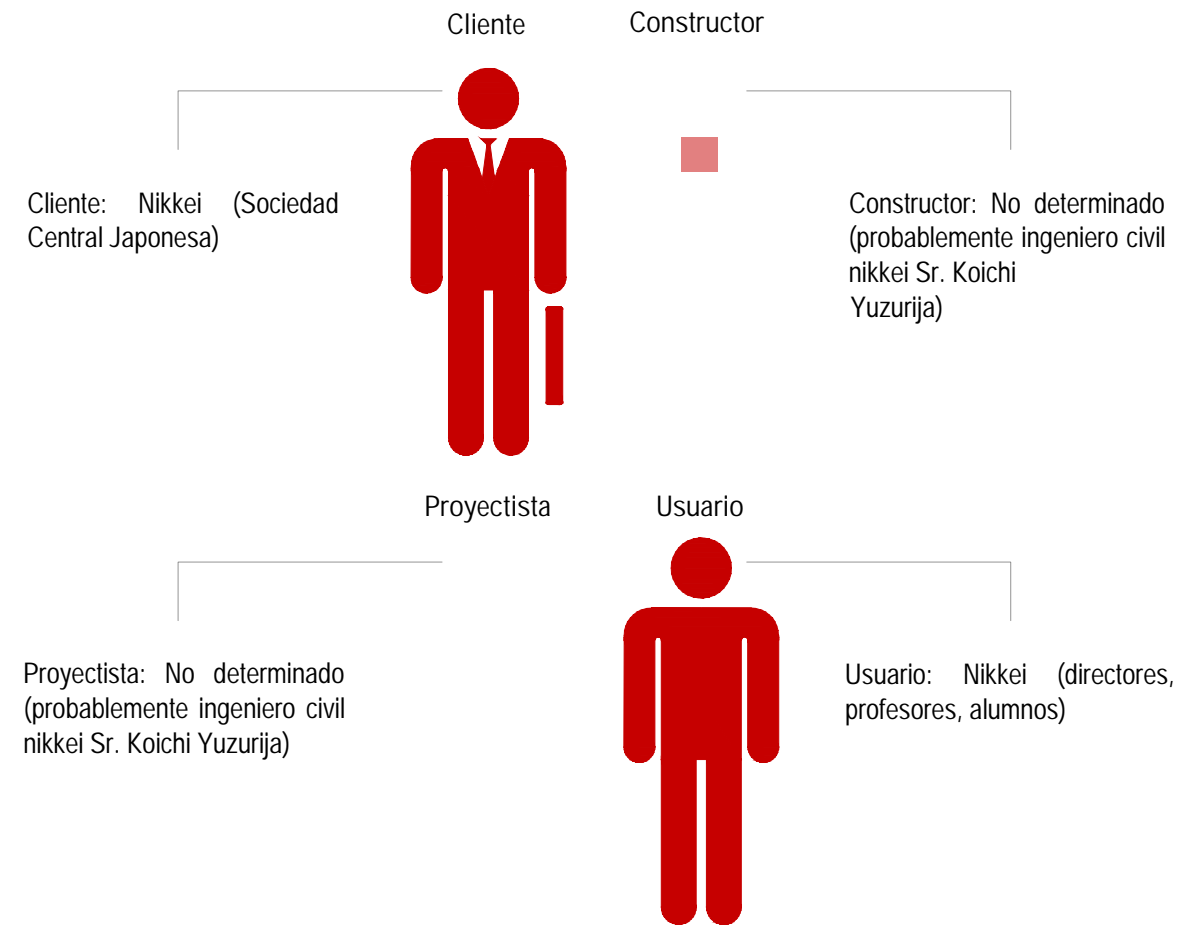 Cliente
Constructor
Cliente: Nikkei (Sociedad
Central Japonesa)
Constructor: No determinado
(probablemente ingeniero civil
nikkei Sr. Koichi
Yuzurija)
Proyectista
Usuario
Proyectista: No determinado
(probablemente ingeniero civil
nikkei Sr. Koichi Yuzurija)
Usuario: Nikkei (directores,
profesores, alumnos)